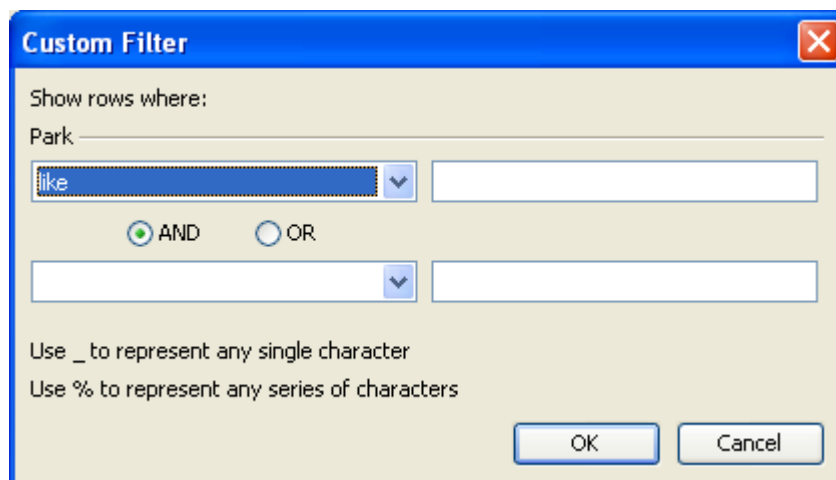 Custom Filter
Show rows where:
Park
like
AND OR
Use _ to represent any single character
Use % to represent any series of characters
OK Cancel